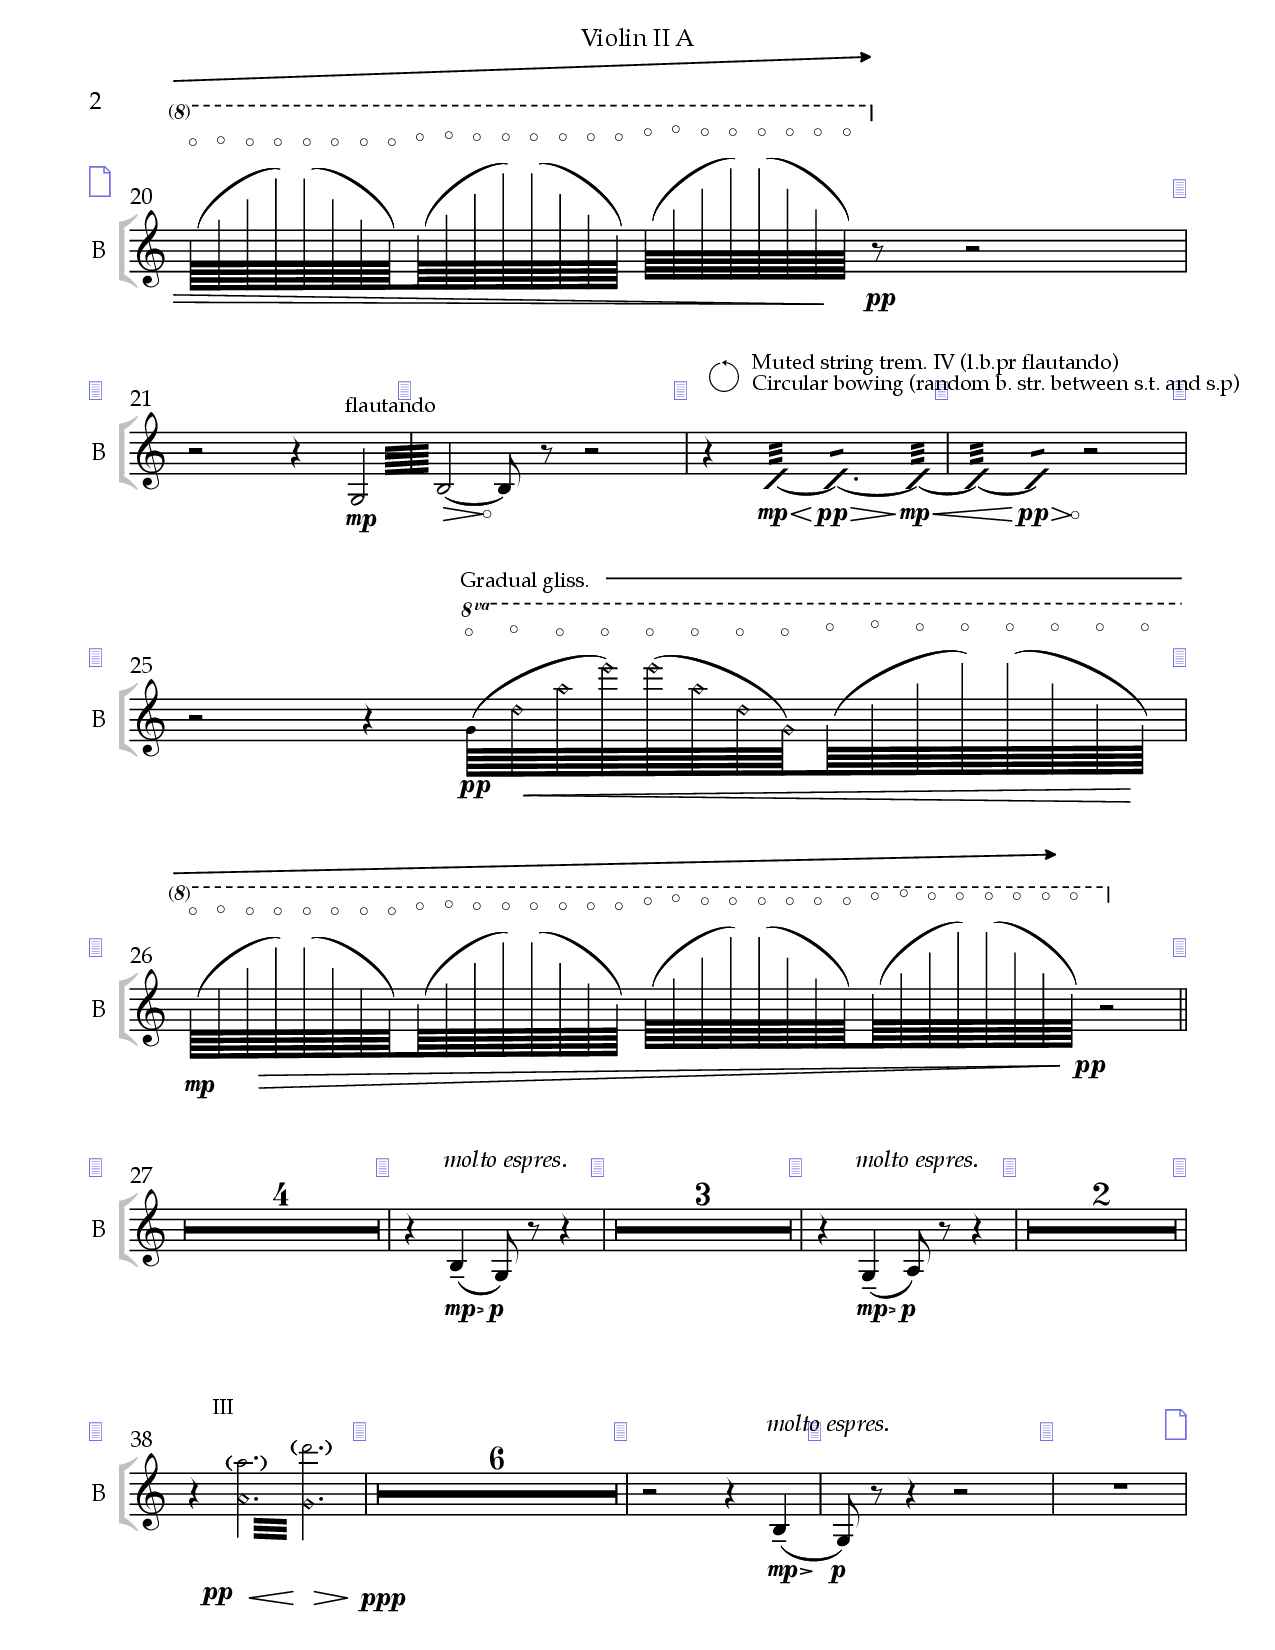 Violin II A
2
(8)
20
B
pp
Muted string trem. IV (l.b.pr flautando)
Circular bowing (random b. str. between s.t. and s.p)
21
flautando
B
mp
mp pp mp pp
Gradual gliss.
8va
25
B
pp
(8)
26
B
mp
pp
27
molto espres.
molto espres.
4
3
2
B
mp p
mp p
III
38
molto espres.
6
B
pp
ppp
mp p